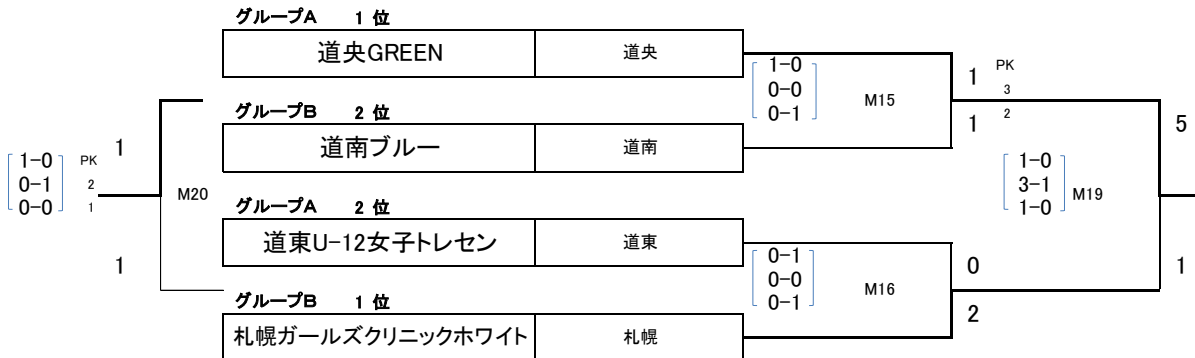 グループA 1 位
道央GREEN 道央
1-0
0-0
0-1
M15
1 PK
3
2
1
グループB 2 位
道南ブルー 道南
5
1
1-0
0-1
0-0
PK
2
1
M20
1
1-0
3-1
1-0
M19
グループA 2 位
道東U-12女子トレセン 道東
0-1
0-0
0-1
M16
0
2
1
グループB 1 位
札幌ガールズクリニックホワイト 札幌